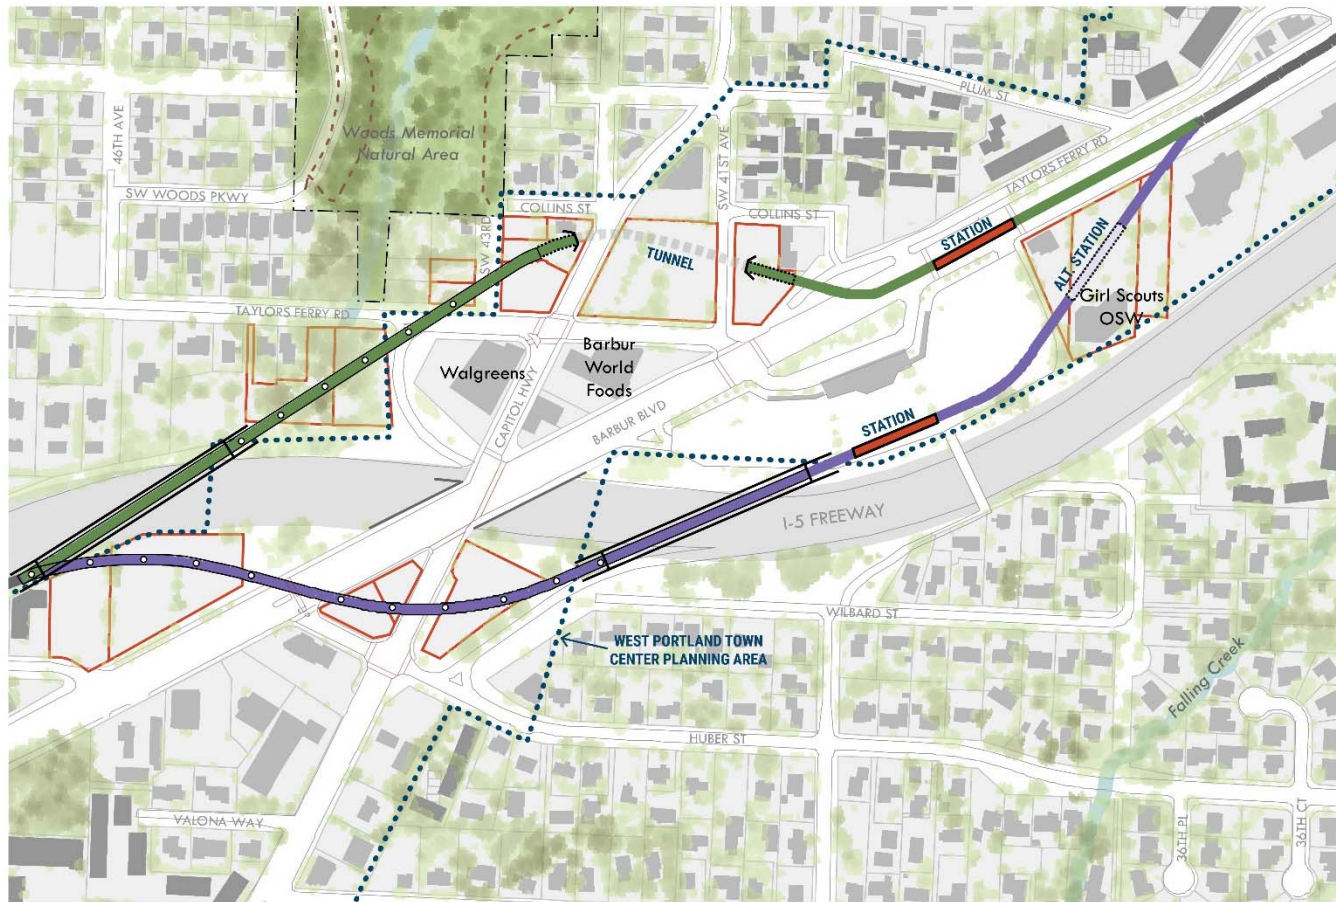 46TH AVE
Woods Memorial
Natural Area
SW WOODS PKWY
SW 43RD
COLLINS ST
SW 41ST AVE
COLLINS ST
PLUM ST
TAYLORS FERRY RD
STATION
TUNNEL
ALT. STATION
Girl Scouts
OSW
TAYLORS FERRY RD
Walgreens
CAPITOL HWY
Barbur
World
Foods
BARBUR BLVD
STATION
I-5 FREEWAY
WILBARD ST
WEST PORTLAND TOWN
CENTER PLANNING AREA
Falling Creek
HUBER ST
VALONA WAY
36TH PL
36TH CT